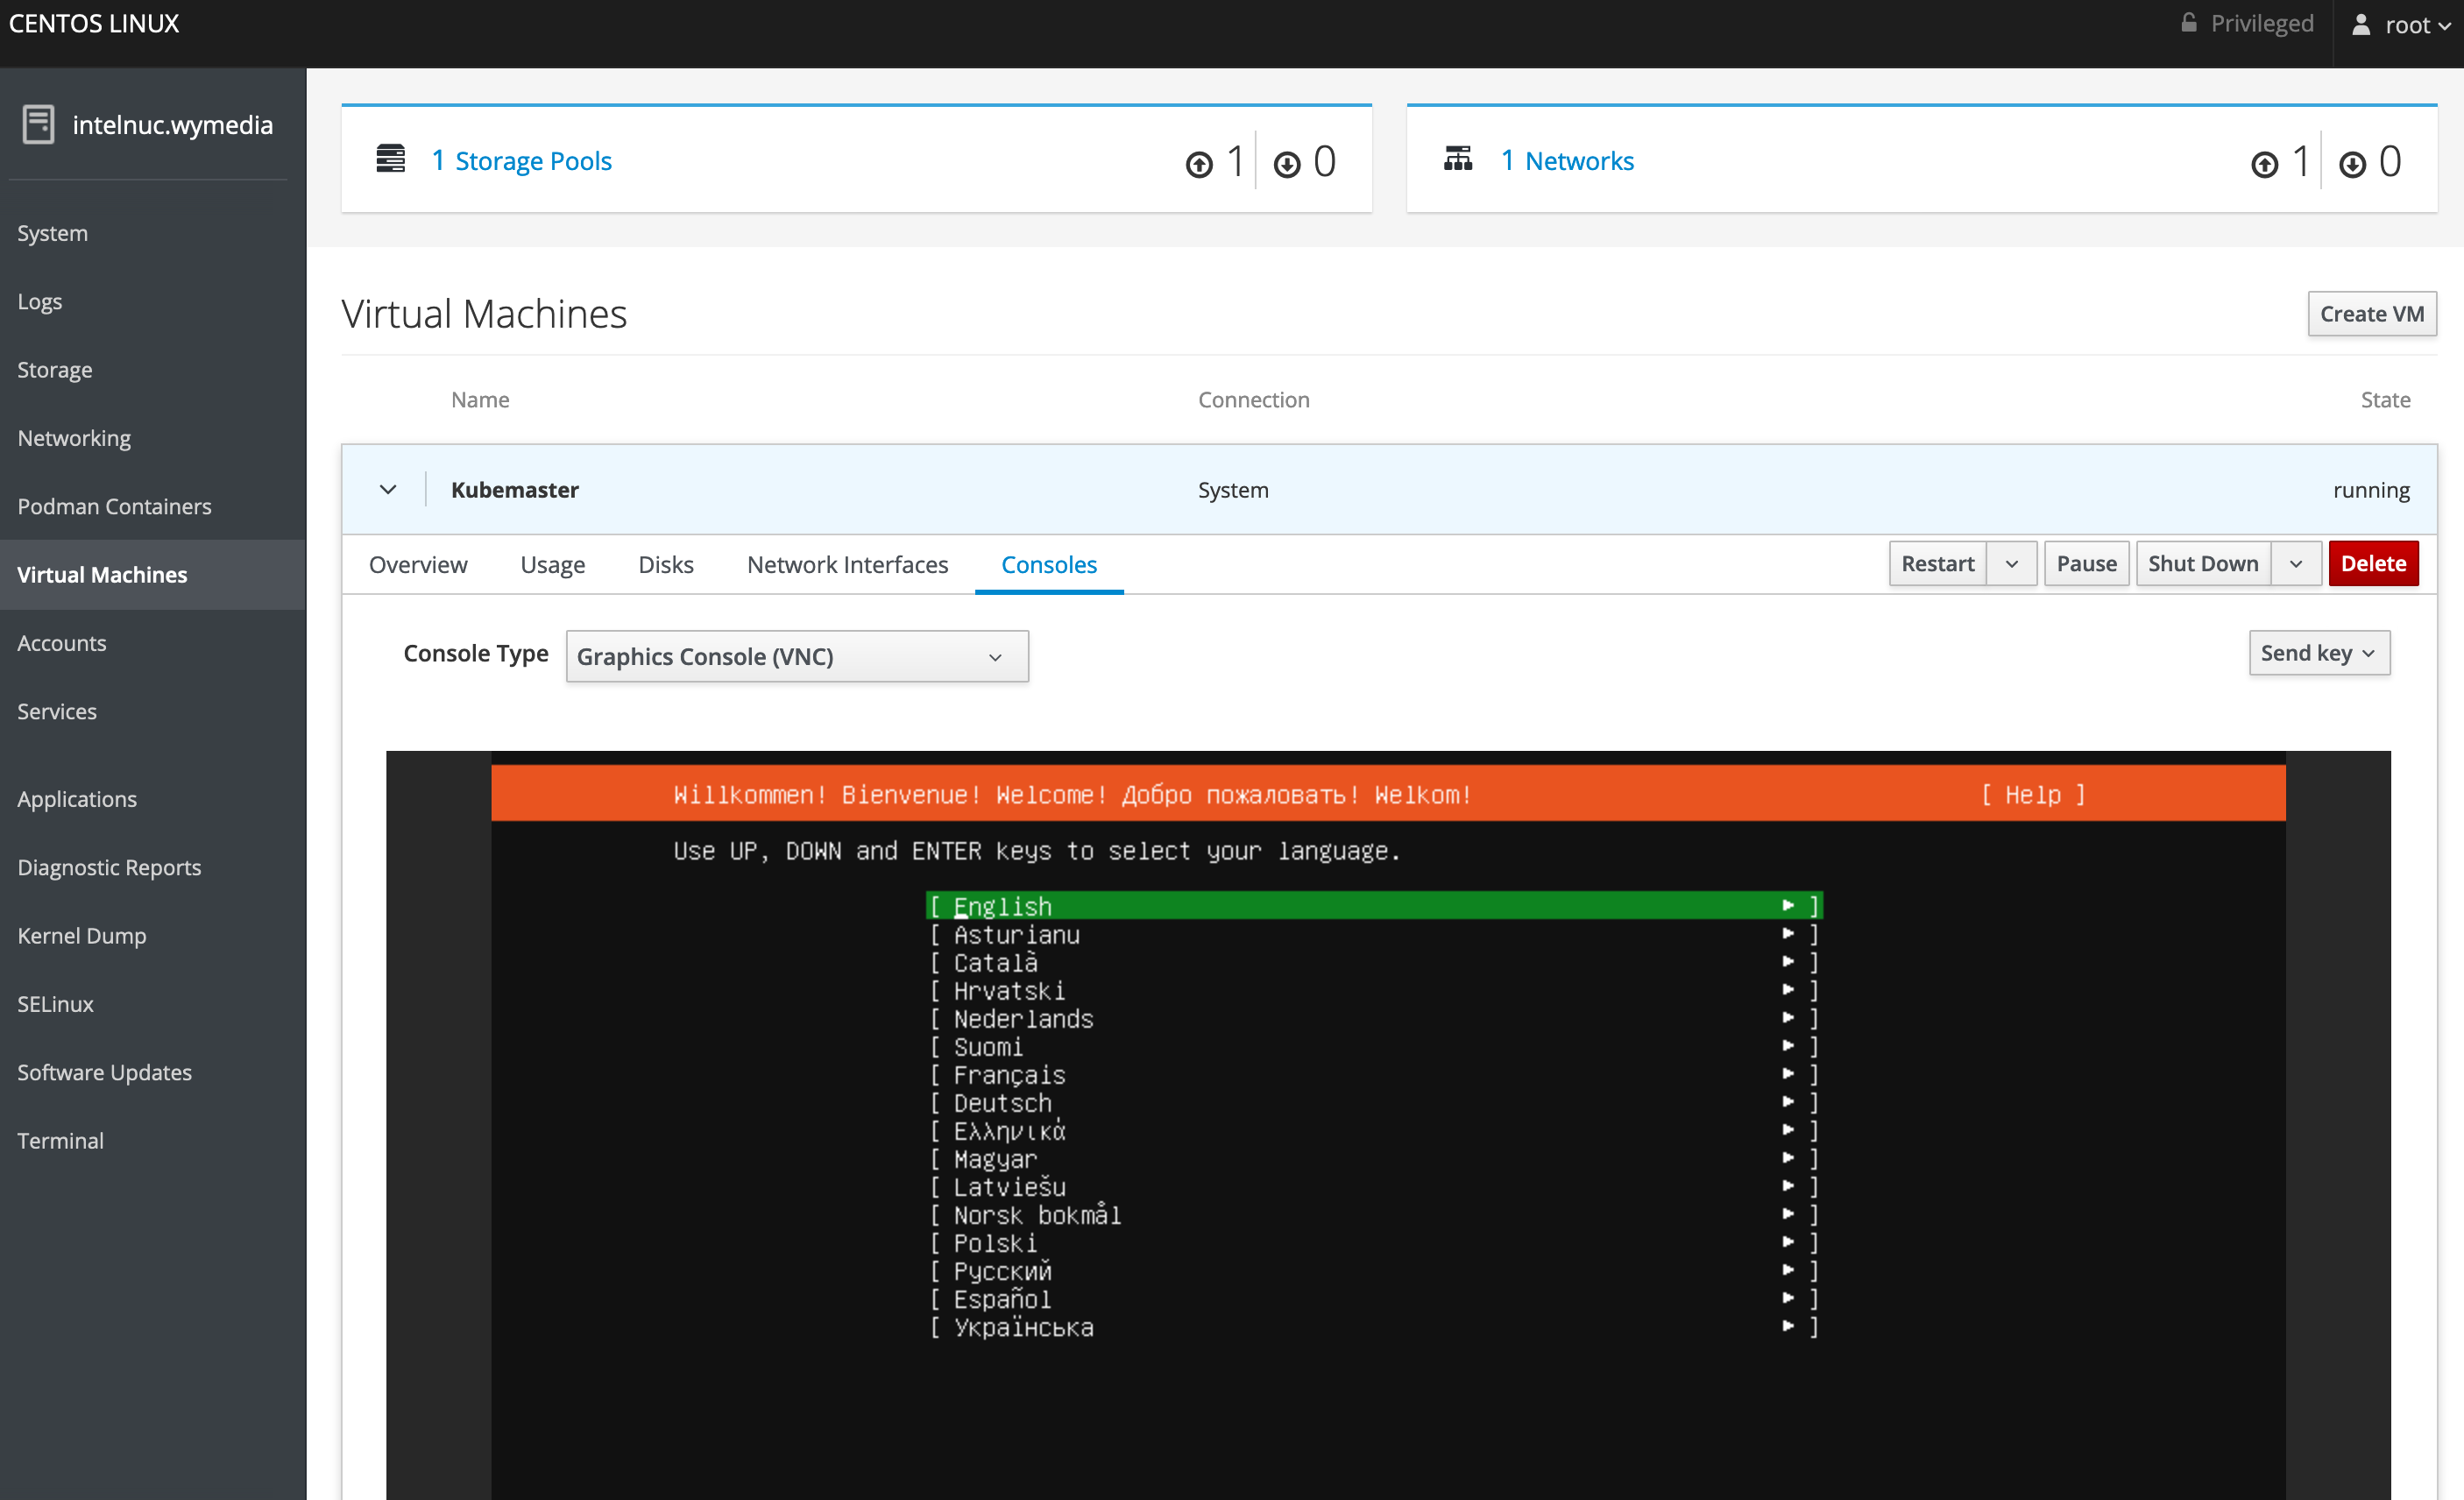 CENTOS LINUX
Privileged
root
intelnuc.wymedia
System
Logs
Storage
Networking
Podman Containers
Virtual Machines
Accounts
Services
Applications
Diagnostic Reports
Kernel Dump
SELinux
Software Updates
Terminal
1 Storage Pools 1 0
1 Networks 1 0
Virtual Machines
Create VM
Name Connection State
Kubemaster System running
Overview Usage Disks Network Interfaces Consoles
Restart Pause Shut Down Delete
Console Type Graphics Console (VNC) Send key
Willkommen! Bienvenue! Welcome! Добро пожаловать! Welkom! [ Help ]
Use UP, DOWN and ENTER keys to select your language.
[ English ▸ ]
[ Asturianu ▸ ]
[ Català ▸ ]
[ Hrvatski ▸ ]
[ Nederlands ▸ ]
[ Suomi ▸ ]
[ Français ▸ ]
[ Deutsch ▸ ]
[ Ελληνικά ▸ ]
[ Magyar ▸ ]
[ Latviešu ▸ ]
[ Norsk bokmål ▸ ]
[ Polski ▸ ]
[ Русский ▸ ]
[ Español ▸ ]
[ Українська ▸ ]